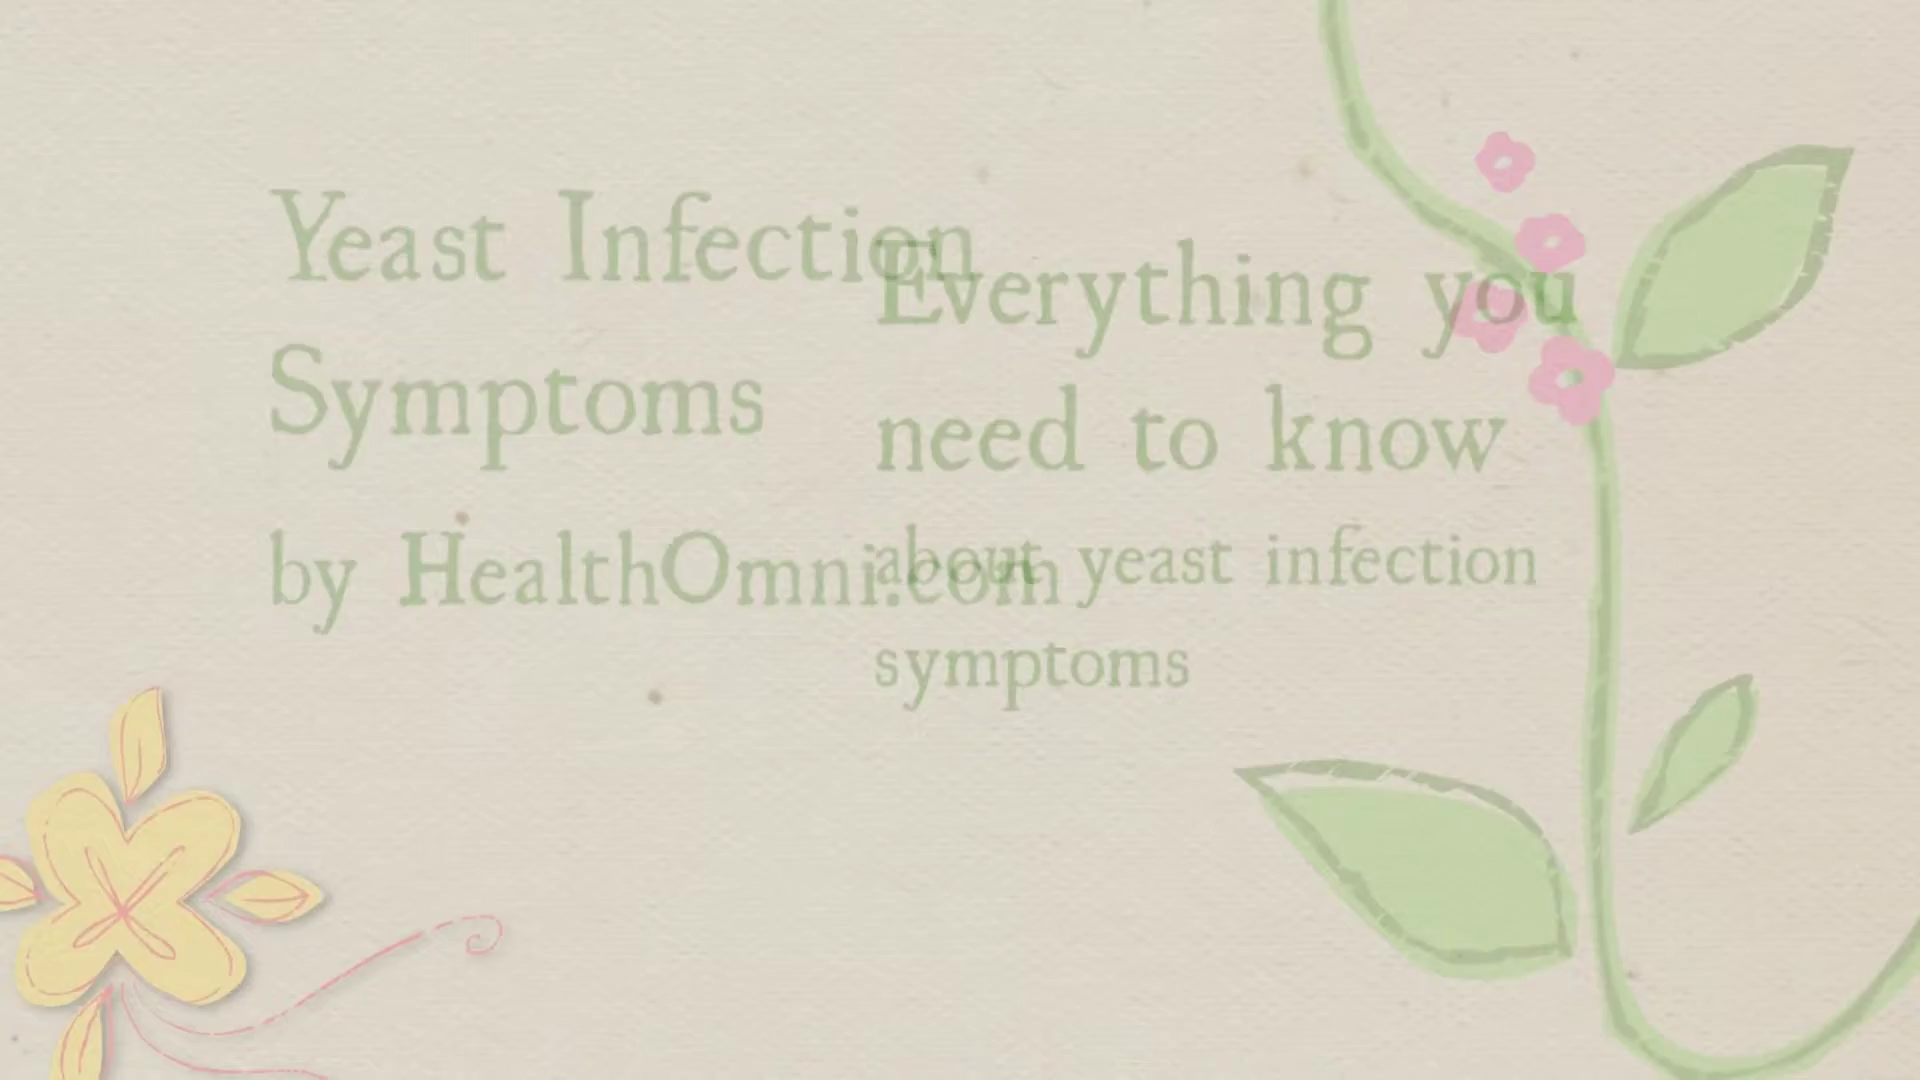 Yeast Infection
Symptoms
by HealthOmni.com
Everything you
need to know
about yeast infection
symptoms